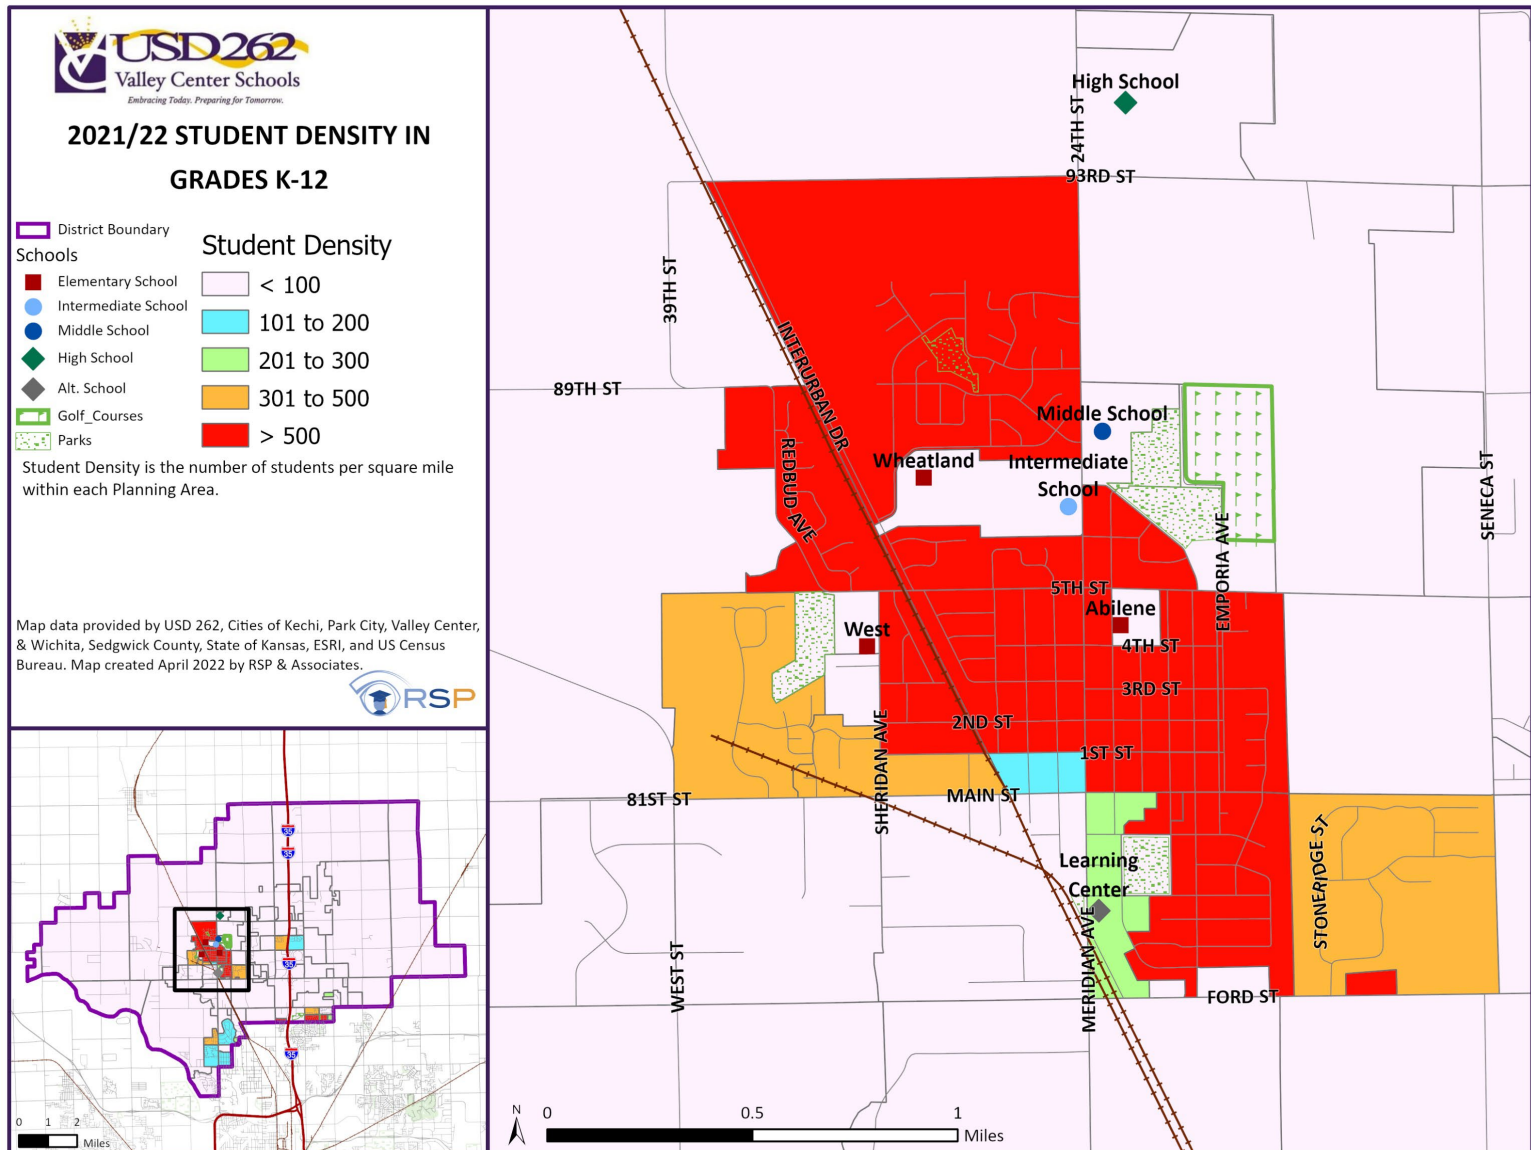 USD262
Valley Center Schools
Embracing Today. Preparing for Tomorrow.
2021/22 STUDENT DENSITY IN
GRADES K-12
District Boundary
Schools
Elementary School
Intermediate School
Middle School
High School
Alt. School
Golf_Courses
Parks
Student Density
< 100
101 to 200
201 to 300
301 to 500
> 500
Student Density is the number of students per square mile
within each Planning Area.
Map data provided by USD 262, Cities of Kechi, Park City, Valley Center,
& Wichita, Sedgwick County, State of Kansas, ESRI, and US Census
Bureau. Map created April 2022 by RSP & Associates.
RSP
35
35
35
35
0 1 2
Miles
High School
24TH ST
93RD ST
39TH ST
INTERURBAN DR
89TH ST
Middle School
REDBUD AVE
Wheatland
Intermediate
School
SENECA ST
EMPORIA AVE
5TH ST
Abilene
West
4TH ST
3RD ST
2ND ST
SHERIDAN AVE
1ST ST
81ST ST
MAIN ST
STONERIDGE ST
Learning
Center
MERIDIAN AVE
WEST ST
FORD ST
N
0 0.5 1
Miles